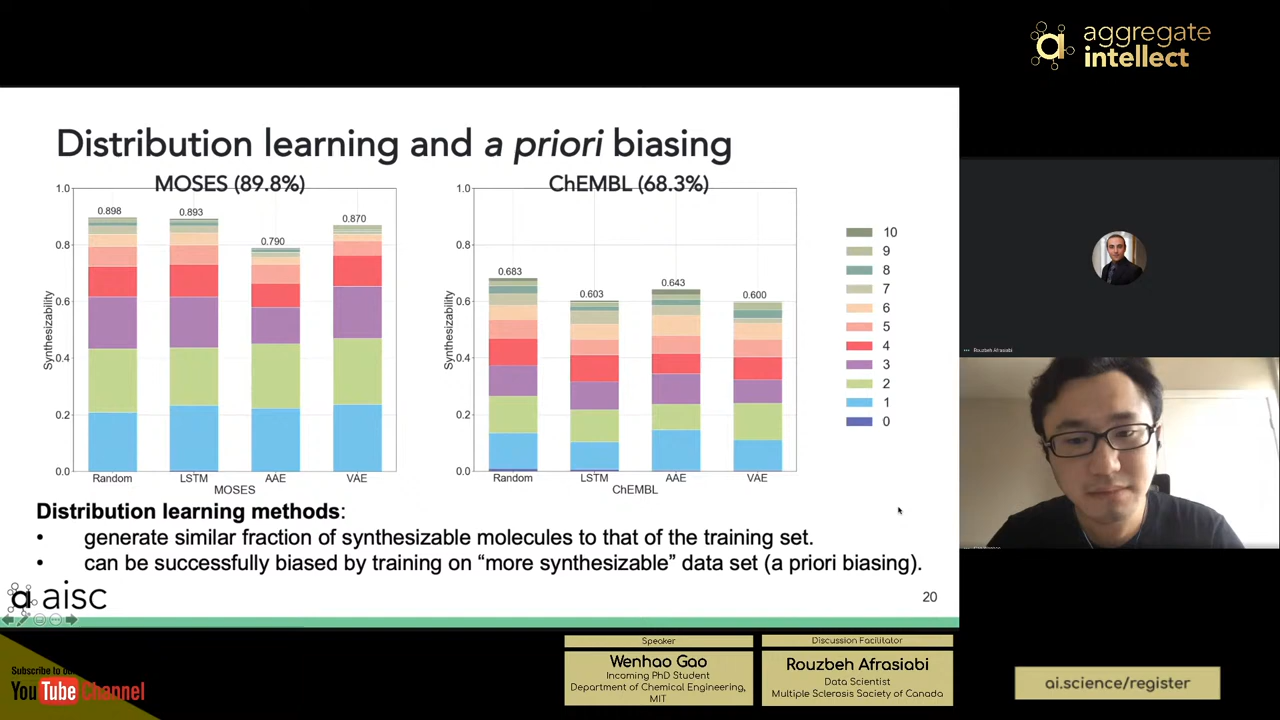 aggregate
intellect
Distribution learning and a priori biasing
MOSES (89.8%)
1.0
0.8
0.6
0.4
0.2
0.0
Synthesizability
0.898
0.893
0.790
0.870
Random
LSTM
AAE
VAE
MOSES
ChEMBL (68.3%)
1.0
0.8
0.6
0.4
0.2
0.0
Synthesizability
0.683
0.603
0.643
0.600
Random
LSTM
AAE
VAE
ChEMBL
10
9
8
7
6
5
4
3
2
1
0
Rouzbeh Afrasiabi
Distribution learning methods:
• generate similar fraction of synthesizable molecules to that of the training set.
• can be successfully biased by training on “more synthesizable” data set (a priori biasing).
a aisc
20
Subscribe to
YouTube Channel
Speaker
Wenhao Gao
Incoming PhD Student
Department of Chemical Engineering,
MIT
Discussion Facilitator
Rouzbeh Afrasiabi
Data Scientist
Multiple Sclerosis Society of Canada
ai.science/register